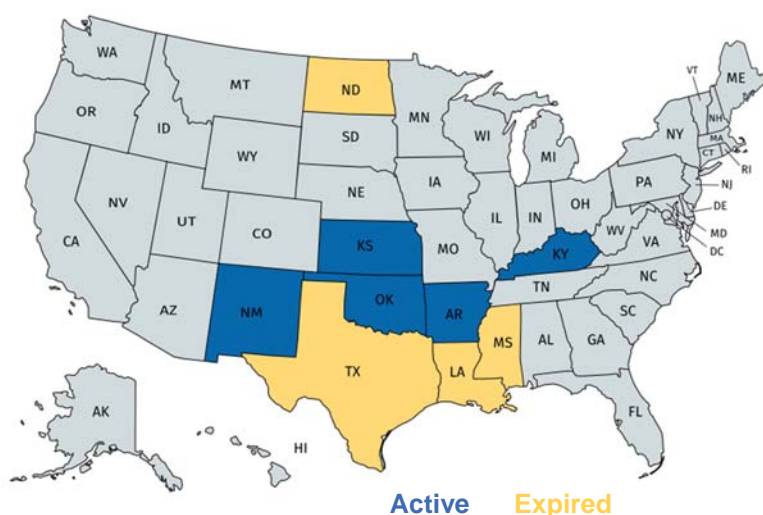 WA
MT
ND
MN
VT
ME
OR
ID
SD
WI
MI
NY
NH
MA
CT
RI
WY
IA
PA
NJ
NV
UT
NE
IL
IN
OH
DE
MD
DC
CA
CO
KS
MO
WV
VA
KY
NC
TN
AZ
NM
OK
AR
SC
MS
AL
GA
TX
LA
FL
AK
HI
Active Expired